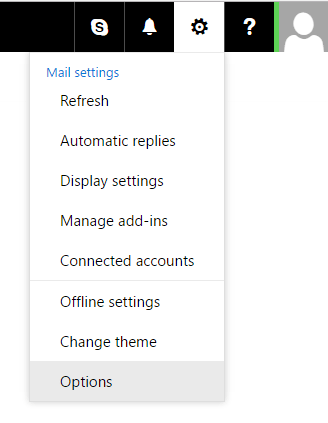 ?
Mail settings
Refresh
Automatic replies
Display settings
Manage add-ins
Connected accounts
Offline settings
Change theme
Options